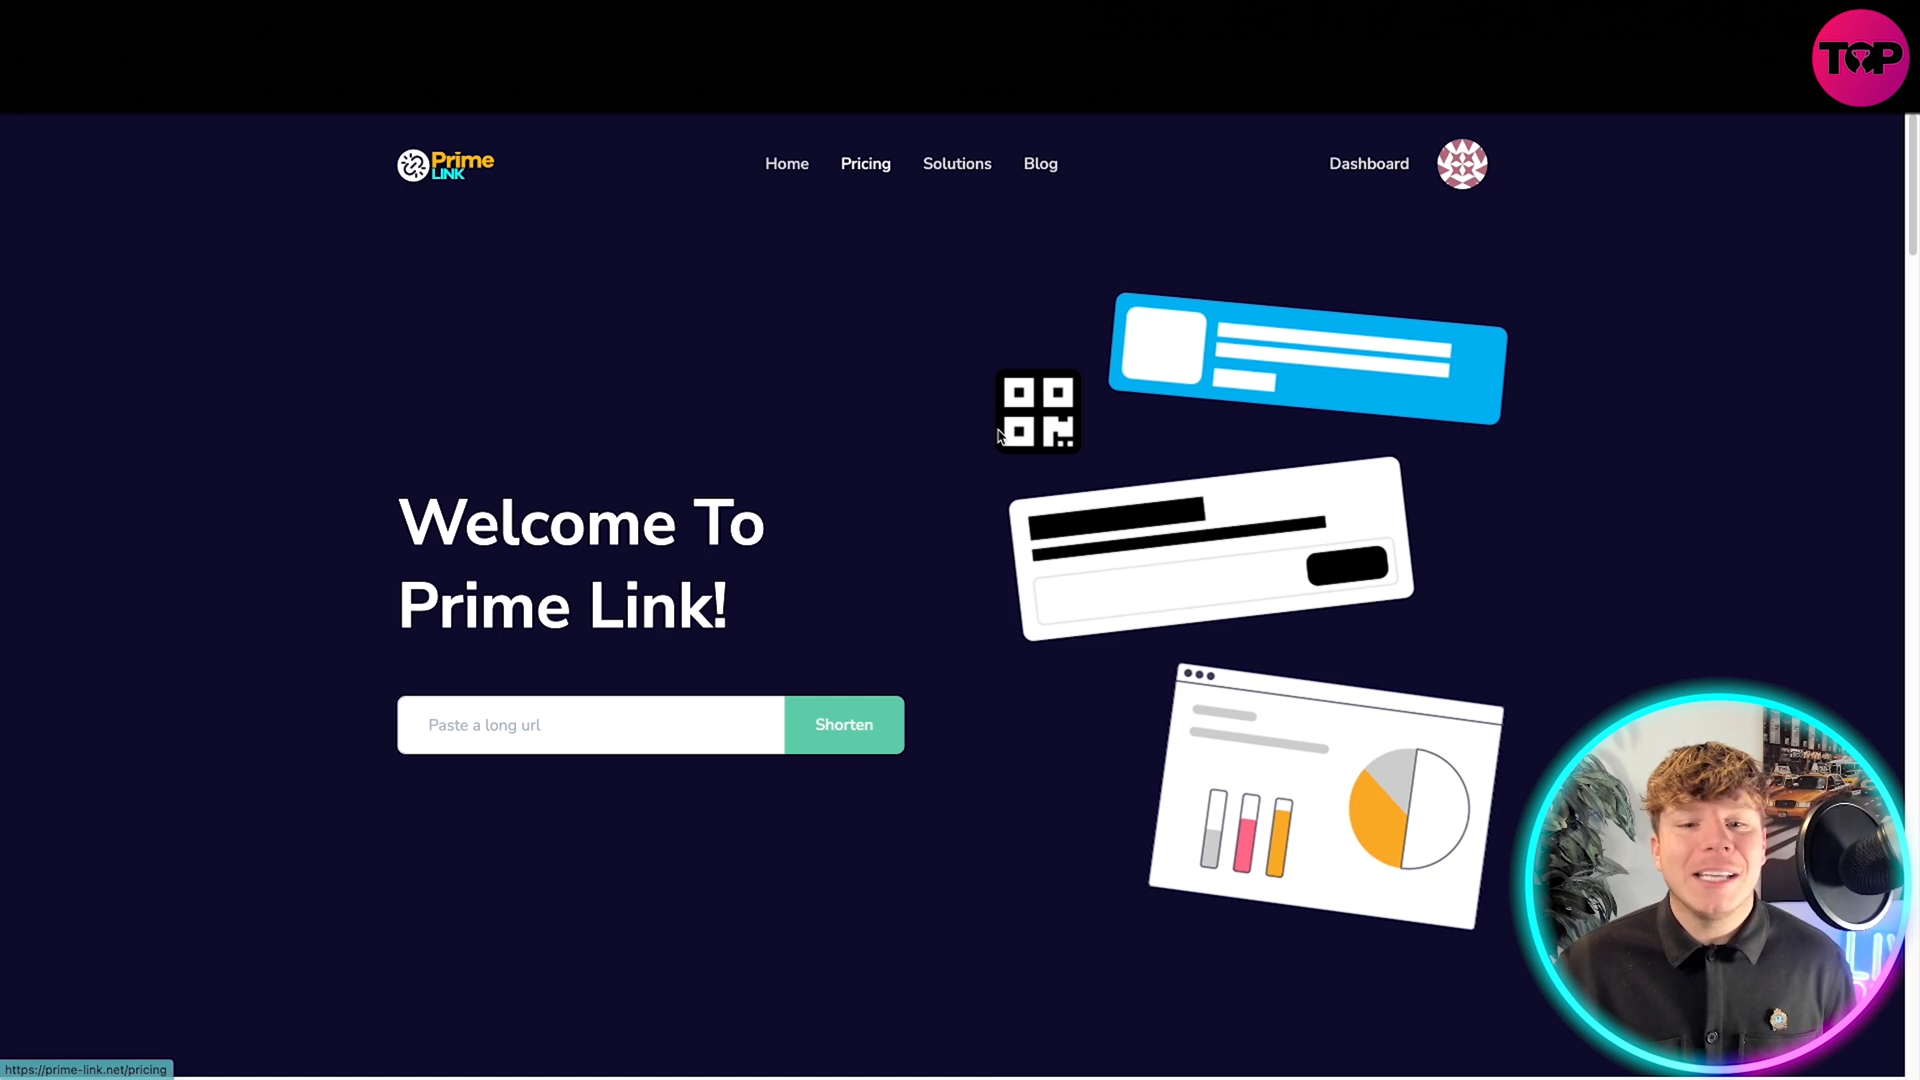 TOP
Prime
LINK
Home
Pricing
Solutions
Blog
Dashboard
Welcome To
Prime Link!
Paste a long url
Shorten
https://prime-link.net/pricing